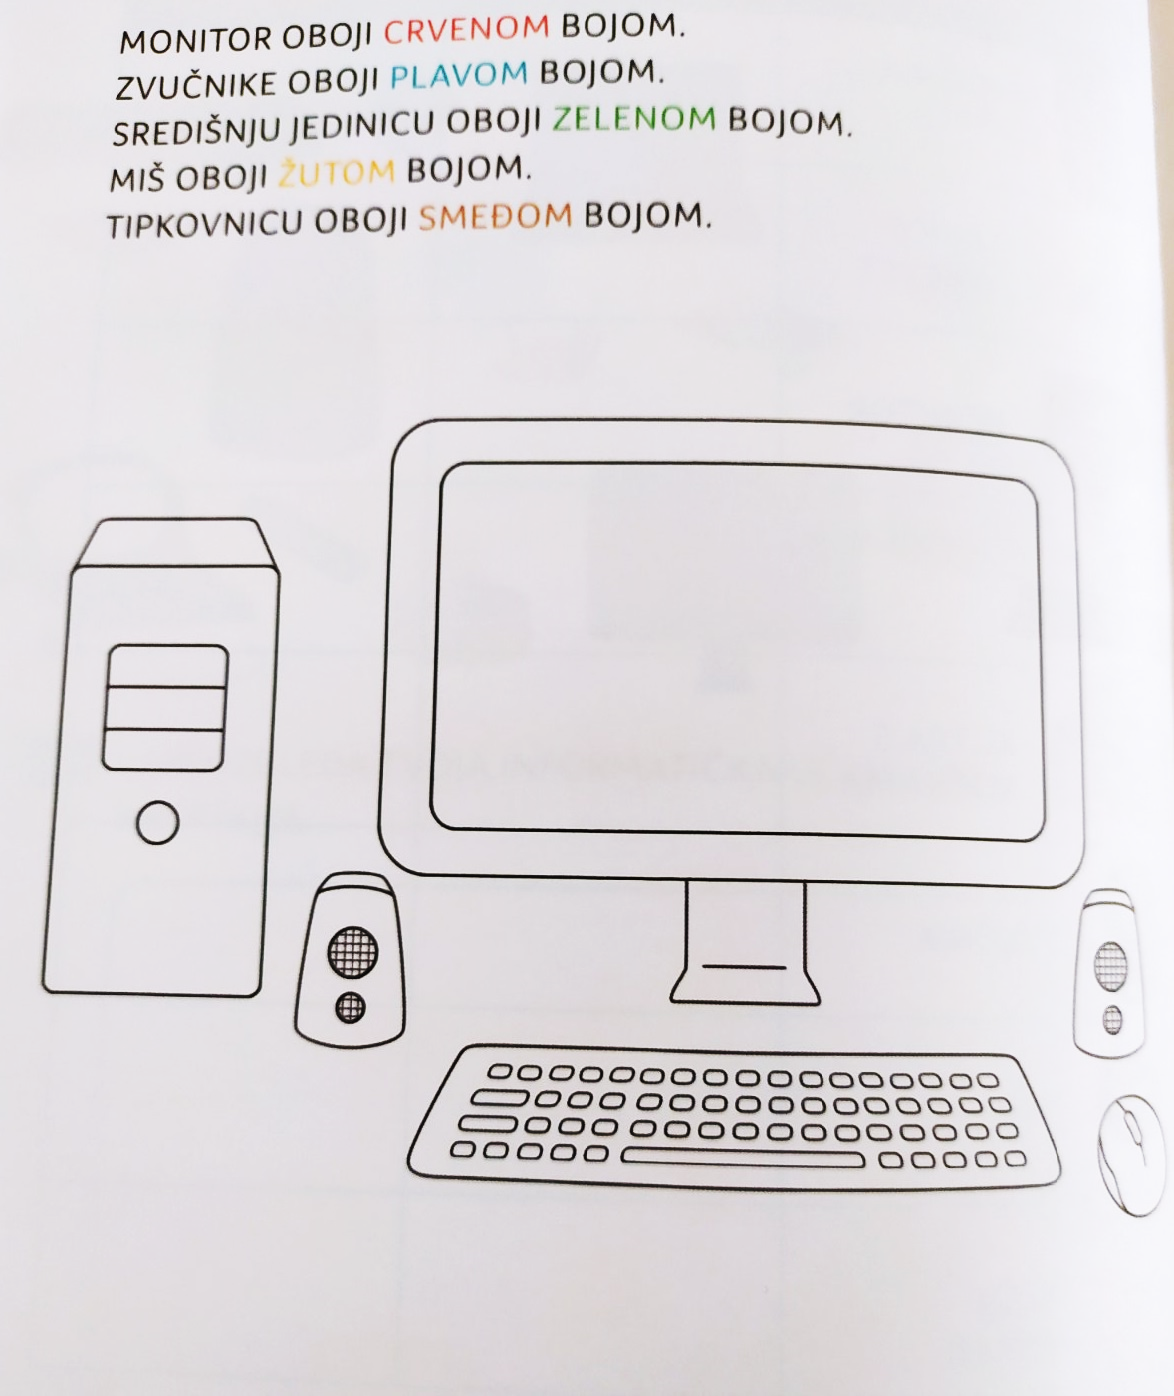 MONITOR OBOJI CRVENOM BOJOM.
ZVUČNIKE OBOJI PLAVOM BOJOM.
SREDIŠNJU JEDINICU OBOJI ZELENOM BOJOM.
MIŠ OBOJI ŽUTOM BOJOM.
TIPKOVNICU OBOJI SMEĐOM BOJOM.